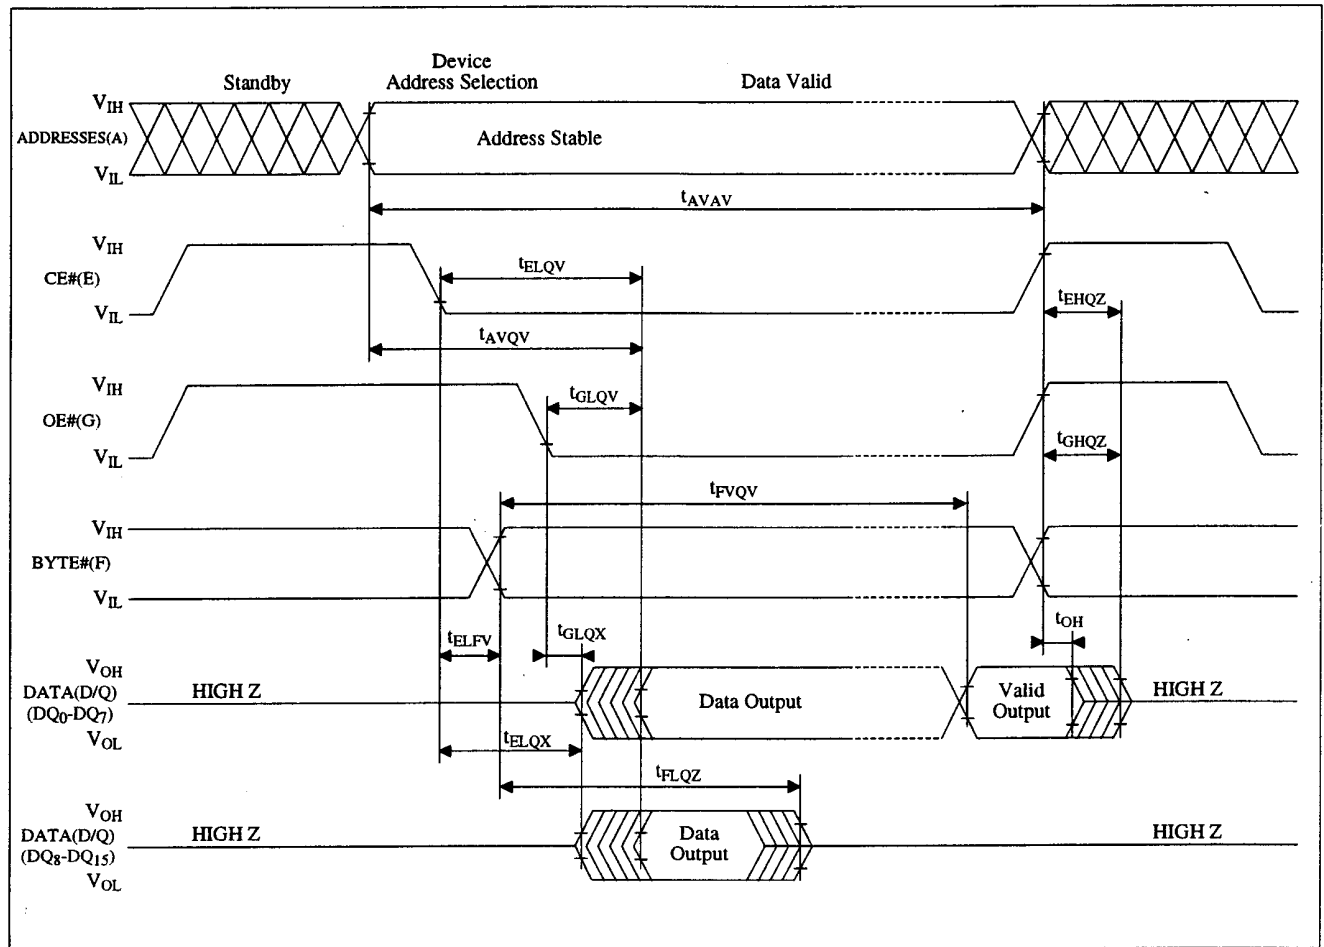 Device
Standby Address Selection Data Valid
VIH
ADDRESSES(A) Address Stable
VIL
tAVAV
VIH
tELQV
CE#(E)
tEHQZ
VIL
tAVQV
VIH
tGLQV
OE#(G)
tGHQZ
VIL
tFVQV
VIH
BYTE#(F)
VIL
tELFV tGLQX tOH
VOH
DATA(D/Q) HIGH Z Data Output Valid HIGH Z
(DQ0-DQ7) Output
VOL
tELQX
tFLQZ
VOH
DATA(D/Q) HIGH Z Data HIGH Z
(DQ8-DQ15) Output
VOL